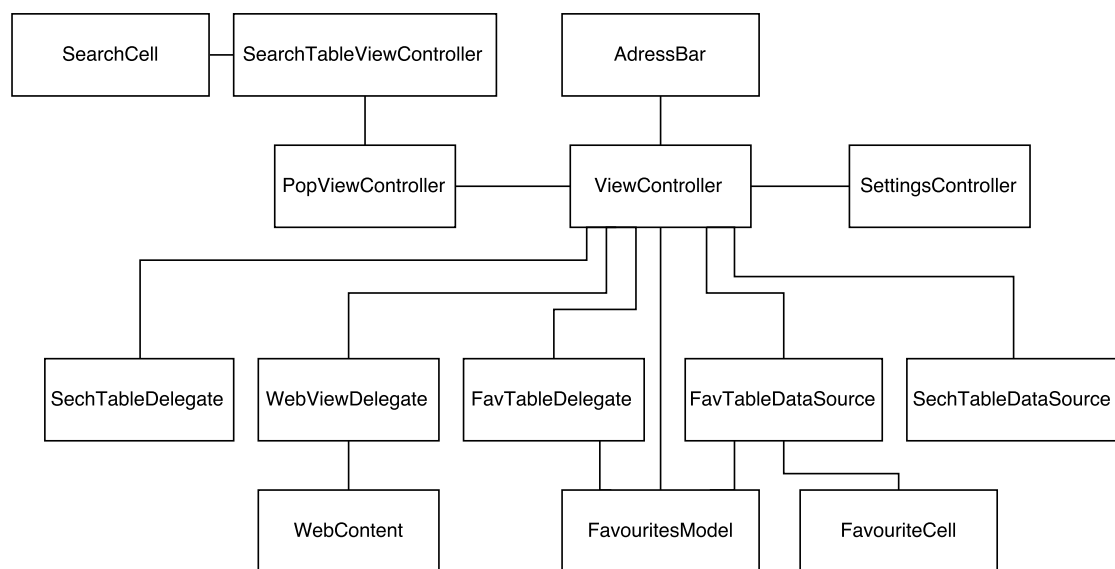 SearchCell
SearchTableViewController
AdressBar
PopViewController
ViewController
SettingsController
SechTableDelegate
WebViewDelegate
FavTableDelegate
FavTableDataSource
SechTableDataSource
WebContent
FavouritesModel
FavouriteCell